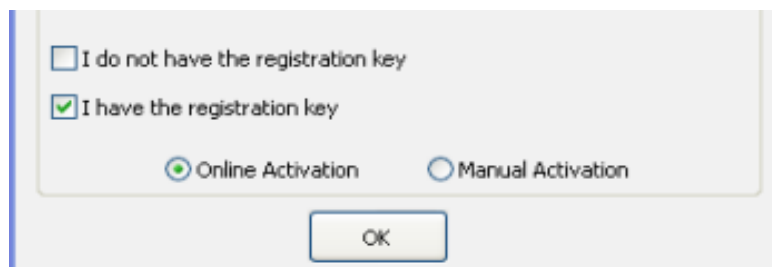 I do not have the registration key
I have the registration key
Online Activation Manual Activation
OK